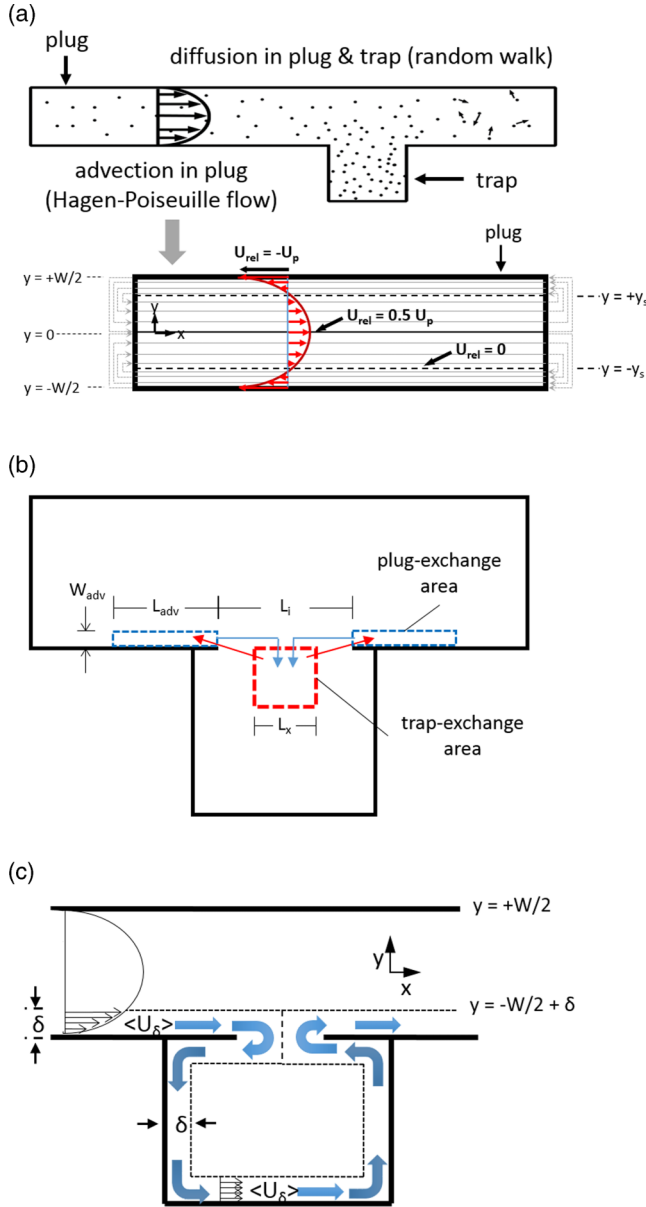 (a)
plug
diffusion in plug & trap (random walk)
advection in plug
(Hagen-Poiseuille flow)
trap
plug
U_rel = -U_p
y = +W/2
y = +y_s
y
U_rel = 0.5 U_p
y = 0
x
U_rel = 0
y = -y_s
y = -W/2
(b)
plug-exchange
area
W_adv
L_adv
L_i
L_x
trap-exchange
area
(c)
y = +W/2
y
x
y = -W/2 + δ
δ
<U_δ>
δ
<U_δ>